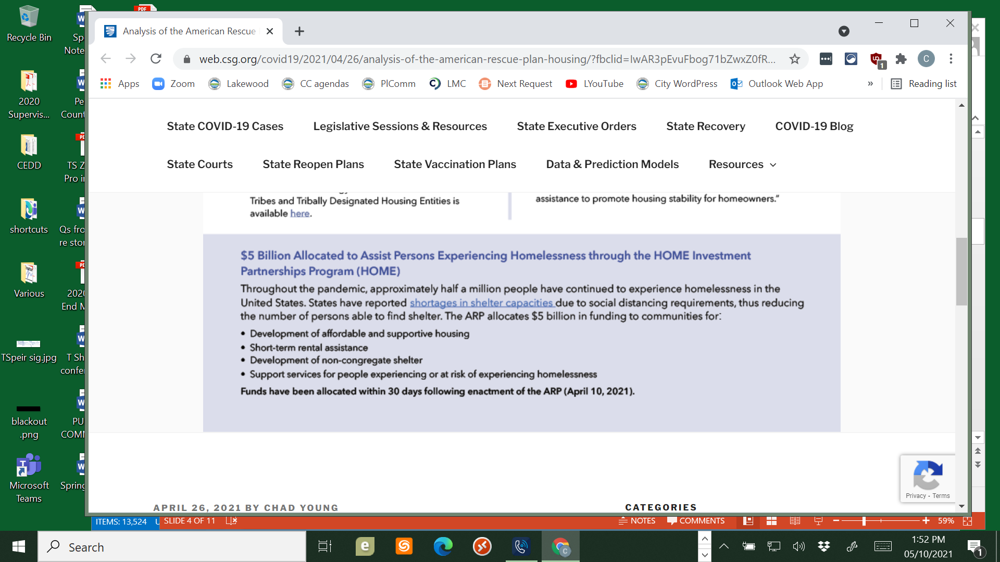 Recycle Bin
Sp
Note
PDF
2020
Supervis...
Pe
Count
CEDD
TS Z
Pro in
shortcuts
Qs fro
re stor
Various
2020
End M
TSpeir sig.jpg
T Sh
confer
blackout
.png
PU
COMM
Microsoft
Teams
Spring
Analysis of the American Rescue
web.csg.org/covid19/2021/04/26/analysis-of-the-american-rescue-plan-housing/?fbclid=IwAR3pEvuFbog71bZwxZ0fR...
1
C
Apps
Zoom
Lakewood
CC agendas
PlComm
LMC
Next Request
LYouTube
City WordPress
Outlook Web App
»
Reading list
State COVID-19 Cases
Legislative Sessions & Resources
State Executive Orders
State Recovery
COVID-19 Blog
State Courts
State Reopen Plans
State Vaccination Plans
Data & Prediction Models
Resources
Tribes and Tribally Designated Housing Entities is
available here.
assistance to promote housing stability for homeowners."
$5 Billion Allocated to Assist Persons Experiencing Homelessness through the HOME Investment
Partnerships Program (HOME)
Throughout the pandemic, approximately half a million people have continued to experience homelessness in the
United States. States have reported shortages in shelter capacities due to social distancing requirements, thus reducing
the number of persons able to find shelter. The ARP allocates $5 billion in funding to communities for:
• Development of affordable and supportive housing
• Short-term rental assistance
• Development of non-congregate shelter
• Support services for people experiencing or at risk of experiencing homelessness
Funds have been allocated within 30 days following enactment of the ARP (April 10, 2021).
Privacy - Terms
APRIL 26, 2021 BY CHAD YOUNG
CATEGORIES
ITEMS: 13,524
SLIDE 4 OF 11
NOTES
COMMENTS
59%
Search
1:52 PM
05/10/2021
1